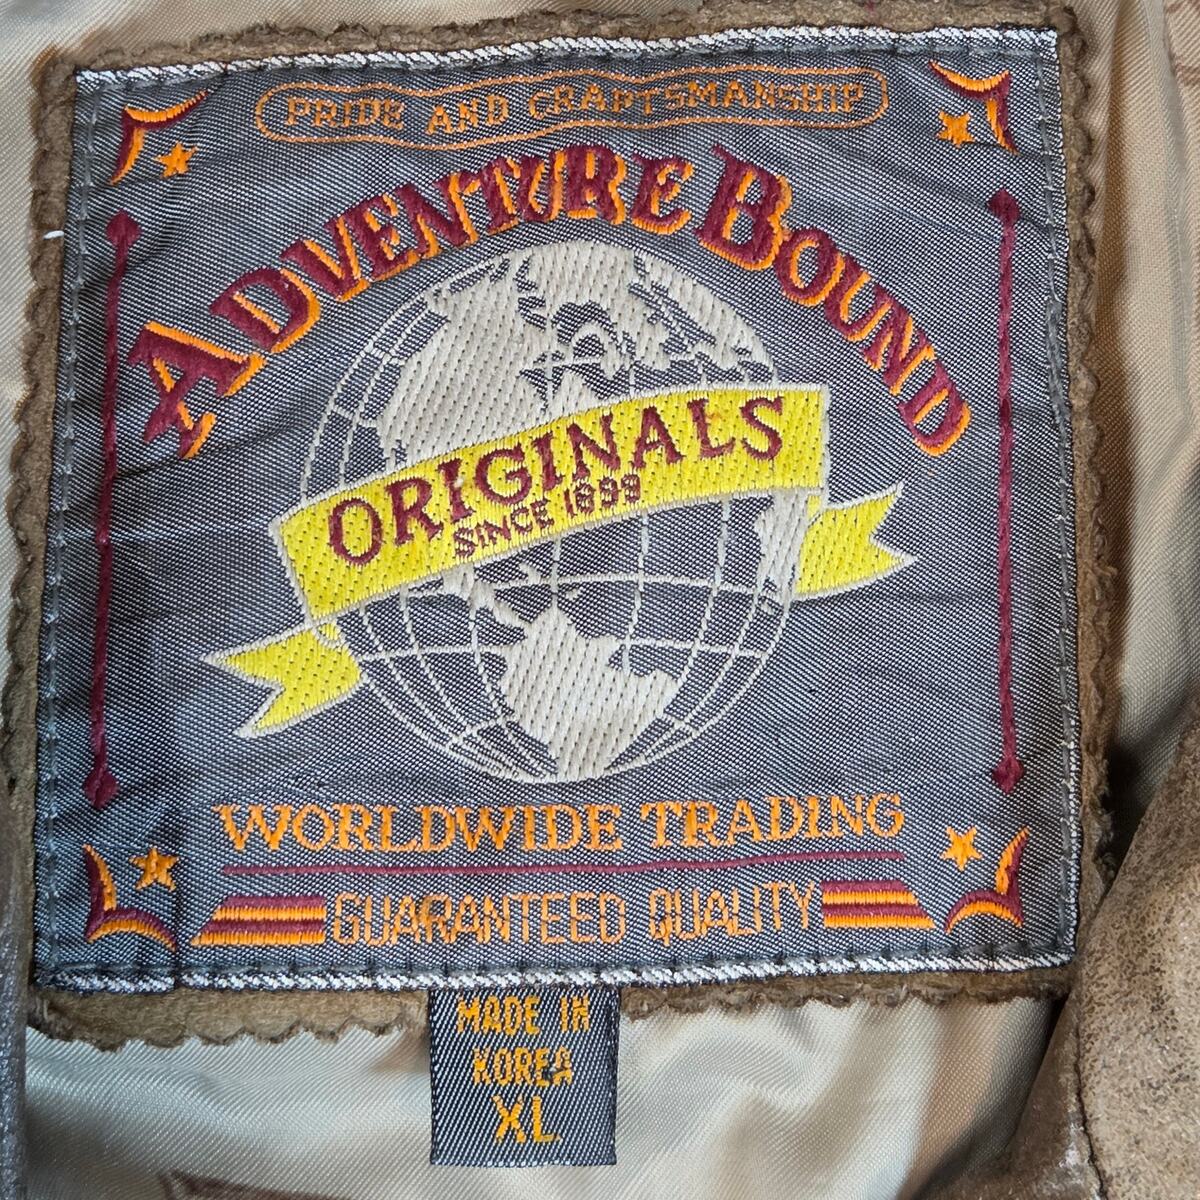 PRIDE AND CRAFTSMANSHIP
ADVENTURE BOUND
ORIGINALS
SINCE 1899
WORLDWIDE TRADING
GUARANTEED QUALITY
MADE IN
KOREA
XL